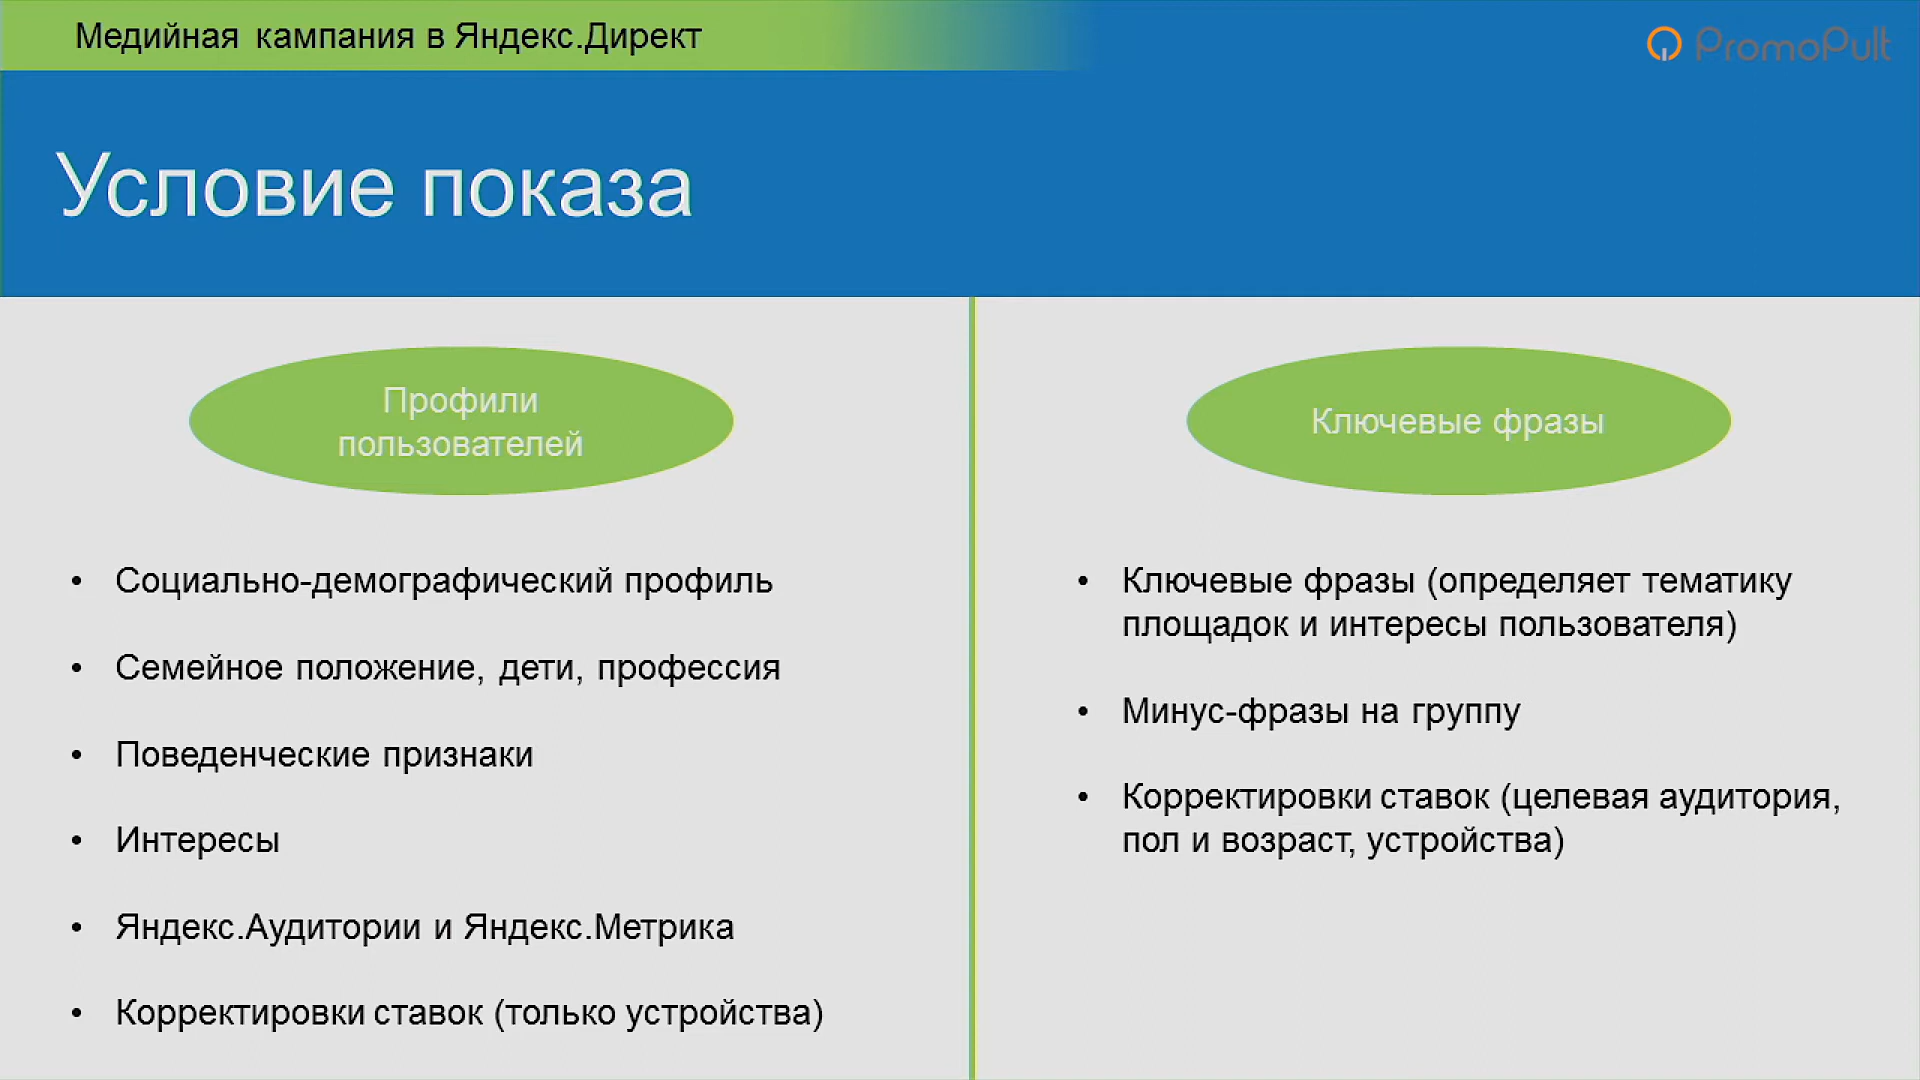 Медийная кампания в Яндекс.Директ
PromoPult
Условие показа
Профили
пользователей
• Социально-демографический профиль
• Семейное положение, дети, профессия
• Поведенческие признаки
• Интересы
• Яндекс.Аудитории и Яндекс.Метрика
• Корректировки ставок (только устройства)
Ключевые фразы
• Ключевые фразы (определяет тематику
площадок и интересы пользователя)
• Минус-фразы на группу
• Корректировки ставок (целевая аудитория,
пол и возраст, устройства)